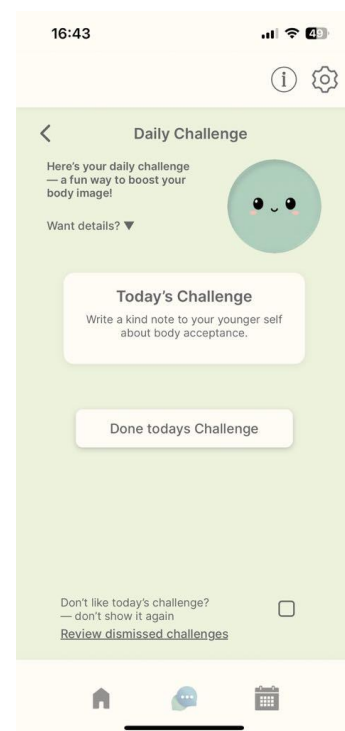 16:43
49
Daily Challenge
Here's your daily challenge
— a fun way to boost your
body image!
Want details? ▼
Today's Challenge
Write a kind note to your younger self
about body acceptance.
Done todays Challenge
Don't like today's challenge?
— don't show it again
Review dismissed challenges